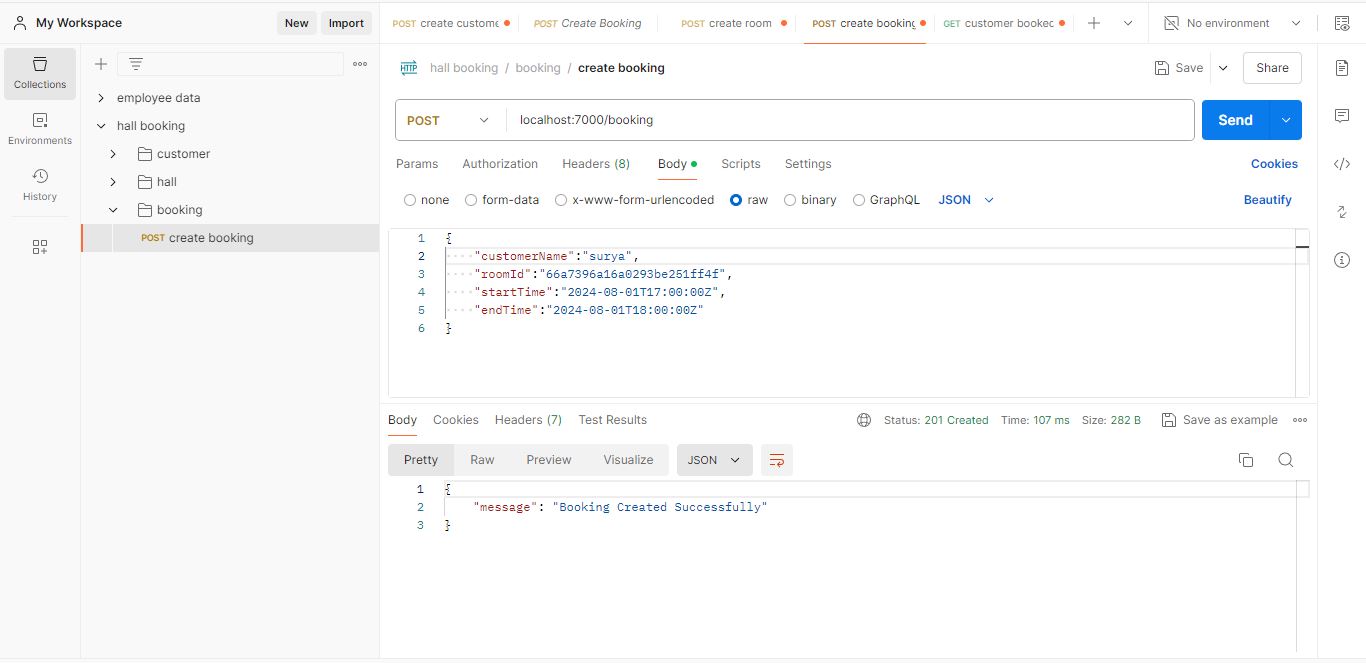 My Workspace New Import
POST create custome POST Create Booking POST create room POST create booking GET customer booked No environment
Collections
Environments
History
employee data
hall booking
customer
hall
booking
POST create booking
HTTP hall booking / booking / create booking Save Share
POST localhost:7000/booking Send
Params Authorization Headers (8) Body Scripts Settings Cookies
none form-data x-www-form-urlencoded raw binary GraphQL JSON Beautify
1 {
2 "customerName":"surya",
3 "roomId":"66a7396a16a0293be251ff4f",
4 "startTime":"2024-08-01T17:00:00Z",
5 "endTime":"2024-08-01T18:00:00Z"
6 }
Body Cookies Headers (7) Test Results Status: 201 Created Time: 107 ms Size: 282 B Save as example
Pretty Raw Preview Visualize JSON
1 {
2 "message": "Booking Created Successfully"
3 }